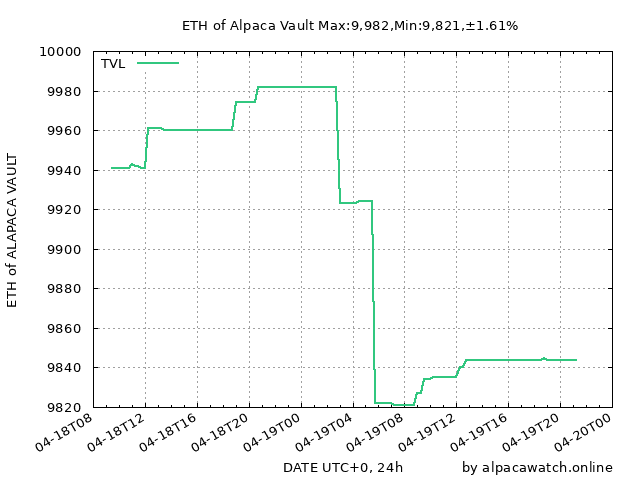 ETH of Alpaca Vault Max:9,982,Min:9,821,±1.61%
TVL
ETH of ALAPACA VAULT
10000
9980
9960
9940
9920
9900
9880
9860
9840
9820
04-18T08
04-18T12
04-18T16
04-18T20
04-19T00
04-19T04
04-19T08
04-19T12
04-19T16
04-19T20
04-20T00
DATE UTC+0, 24h
by alpacawatch.online